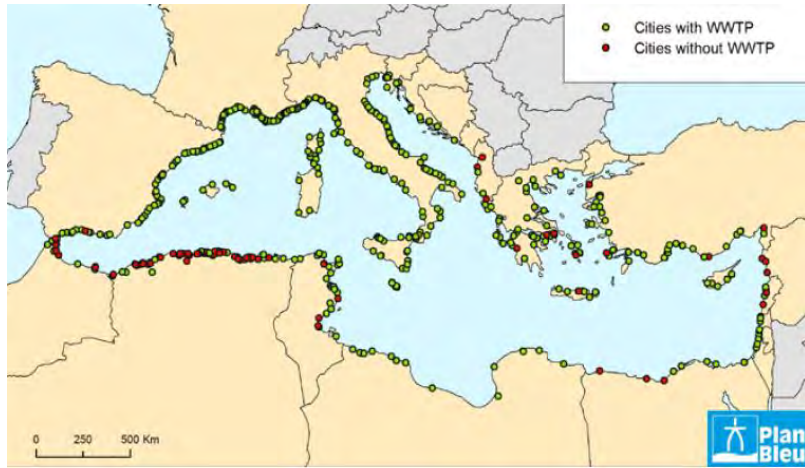 Cities with WWTP
Cities without WWTP
0 250 500 Km
Plan
Bleu